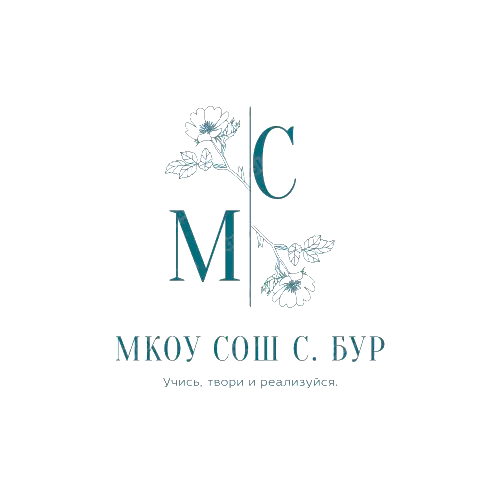 С
М
МКОУ СОШ С. БУР
Учись, твори и реализуйся.